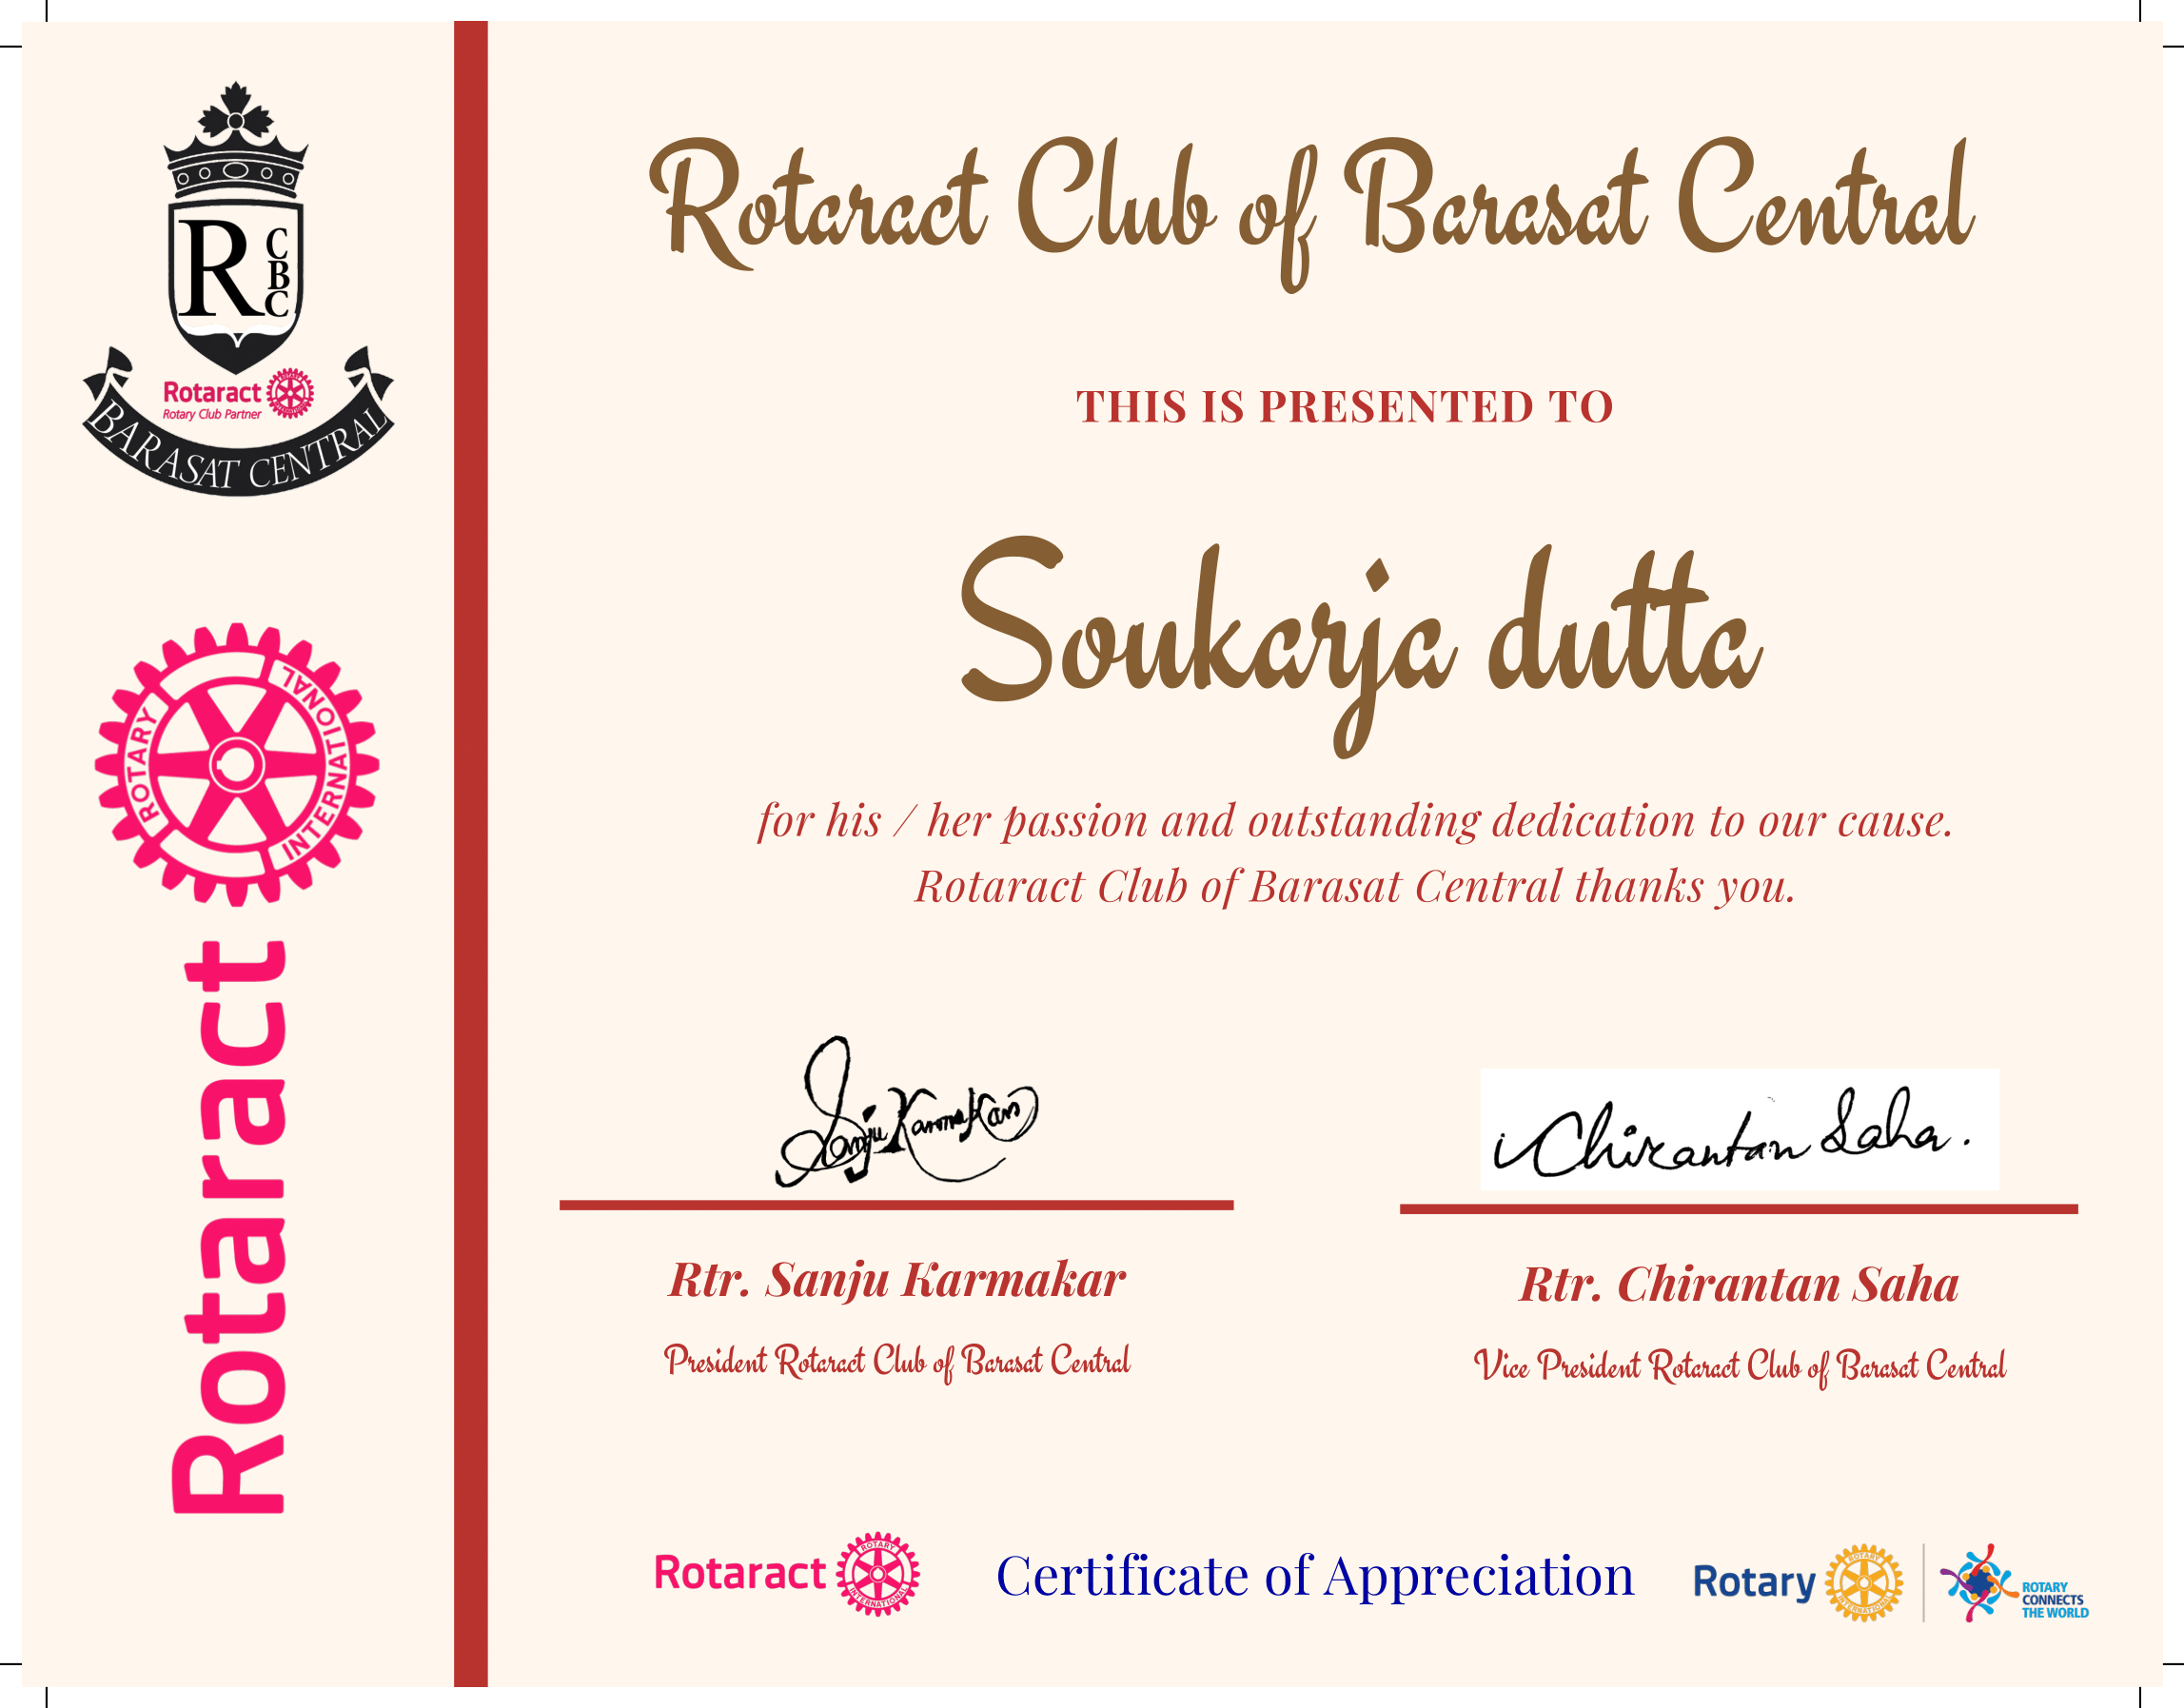 R
C
B
C
Rotaract
Rotary Club Partner
BARASAT CENTRAL
ROTARY
INTERNATIONAL
Rotaract
Rotaract Club of Barasat Central
THIS IS PRESENTED TO
Soukarja dutta
for his / her passion and outstanding dedication to our cause.
Rotaract Club of Barasat Central thanks you.
Sanju Karmakar
Chirantan Saha.
Rtr. Sanju Karmakar
President Rotaract Club of Barasat Central
Rtr. Chirantan Saha
Vice President Rotaract Club of Barasat Central
Rotaract
ROTARY
INTERNATIONAL
Certificate of Appreciation
Rotary
ROTARY
INTERNATIONAL
ROTARY
CONNECTS
THE WORLD